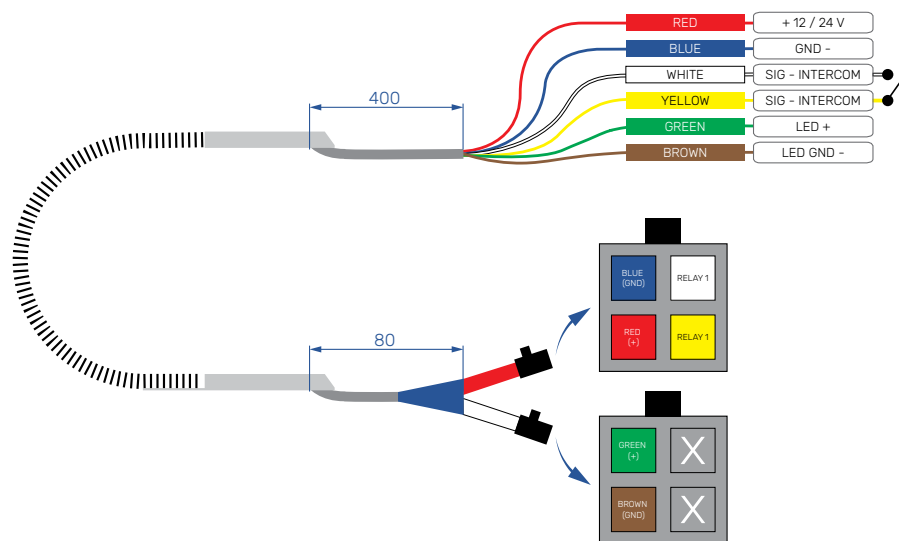 RED + 12 / 24 V
BLUE GND -
WHITE SIG - INTERCOM
400
YELLOW SIG - INTERCOM
GREEN LED +
BROWN LED GND -
BLUE
(GND)
RELAY 1
RED
(+)
RELAY 1
80
GREEN
(+)
X
BROWN
(GND)
X